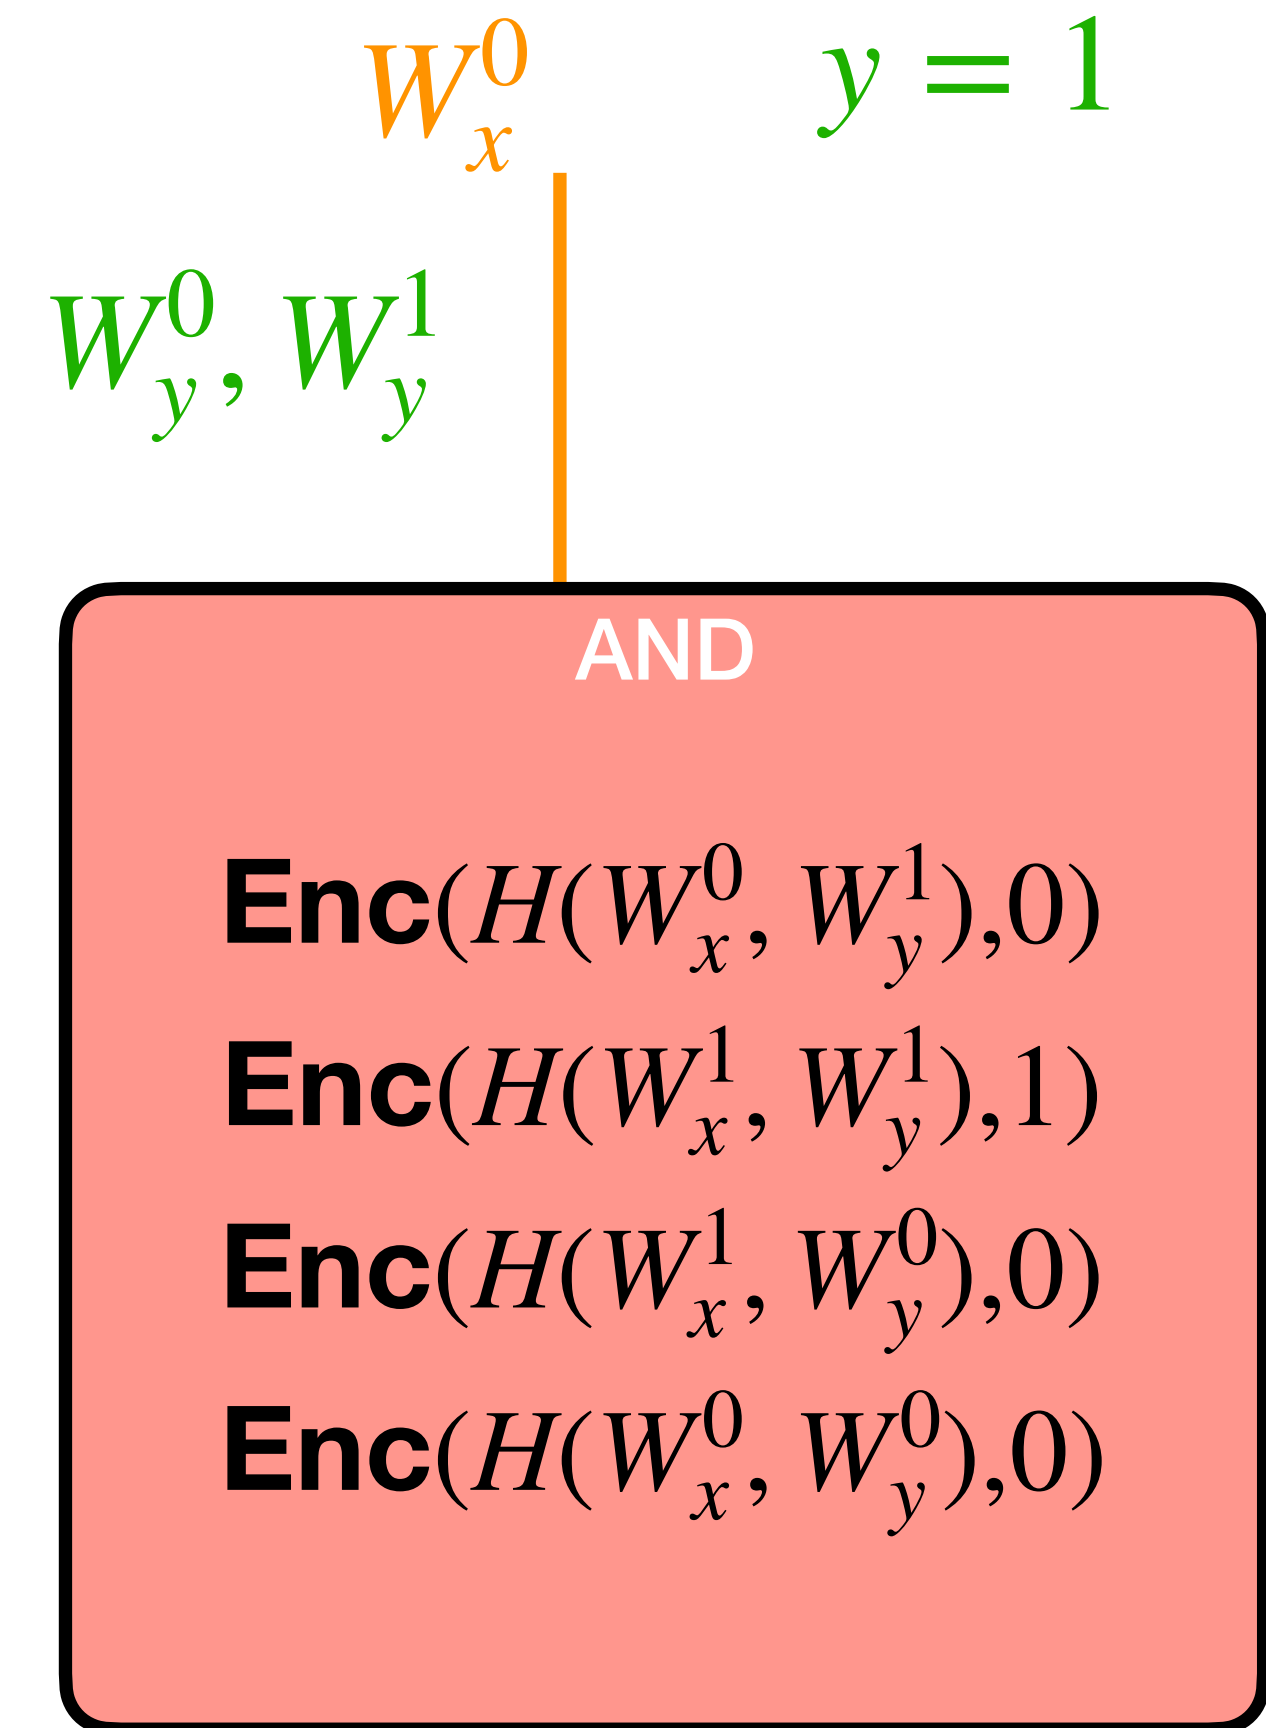 $W_x^0$ $y = 1$
$W_y^0, W_y^1$
AND
Enc$(H(W_x^0, W_y^1),0)$
Enc$(H(W_x^1, W_y^1),1)$
Enc$(H(W_x^1, W_y^0),0)$
Enc$(H(W_x^0, W_y^0),0)$